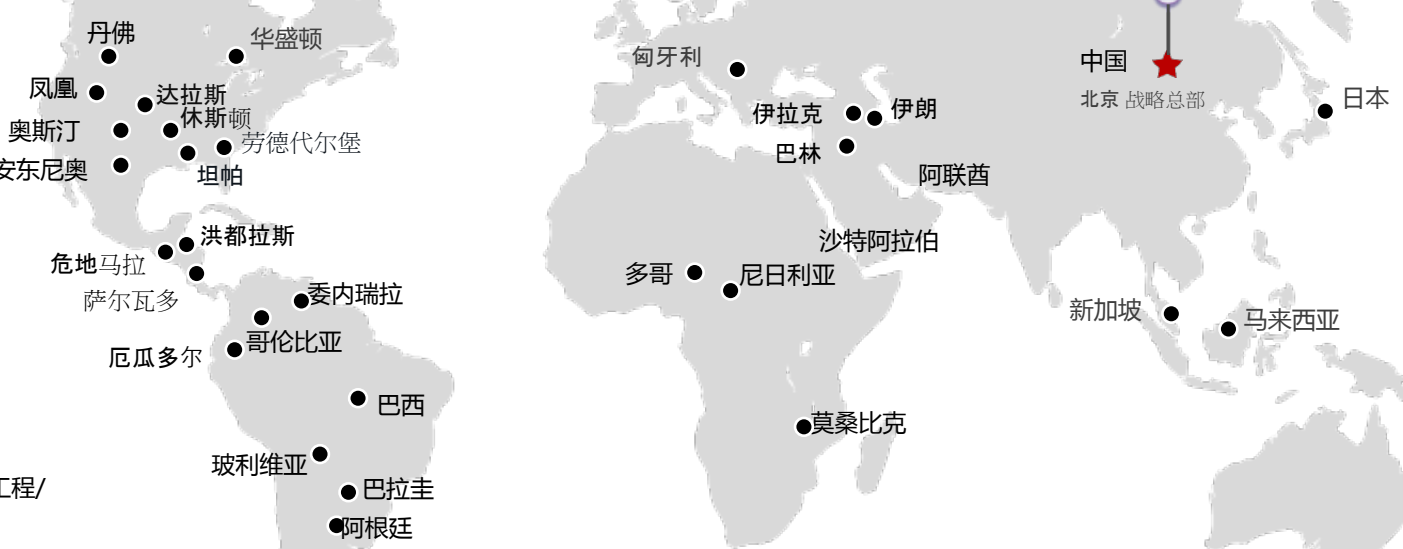 丹佛
华盛顿
凤凰
达拉斯
休斯顿
奥斯汀
劳德代尔堡
安东尼奥
坦帕
洪都拉斯
危地马拉
萨尔瓦多
委内瑞拉
哥伦比亚
厄瓜多尔
巴西
玻利维亚
巴拉圭
工程/
阿根廷
匈牙利
伊拉克
伊朗
巴林
阿联酋
沙特阿拉伯
多哥
尼日利亚
莫桑比克
中国
北京 战略总部
日本
新加坡
马来西亚